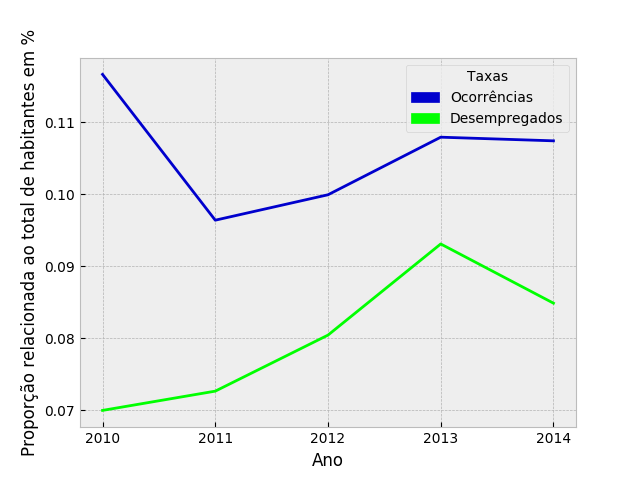 Proporção relacionada ao total de habitantes em %
Taxas
Ocorrências
Desempregados
0.11
0.10
0.09
0.08
0.07
2010 2011 2012 2013 2014
Ano